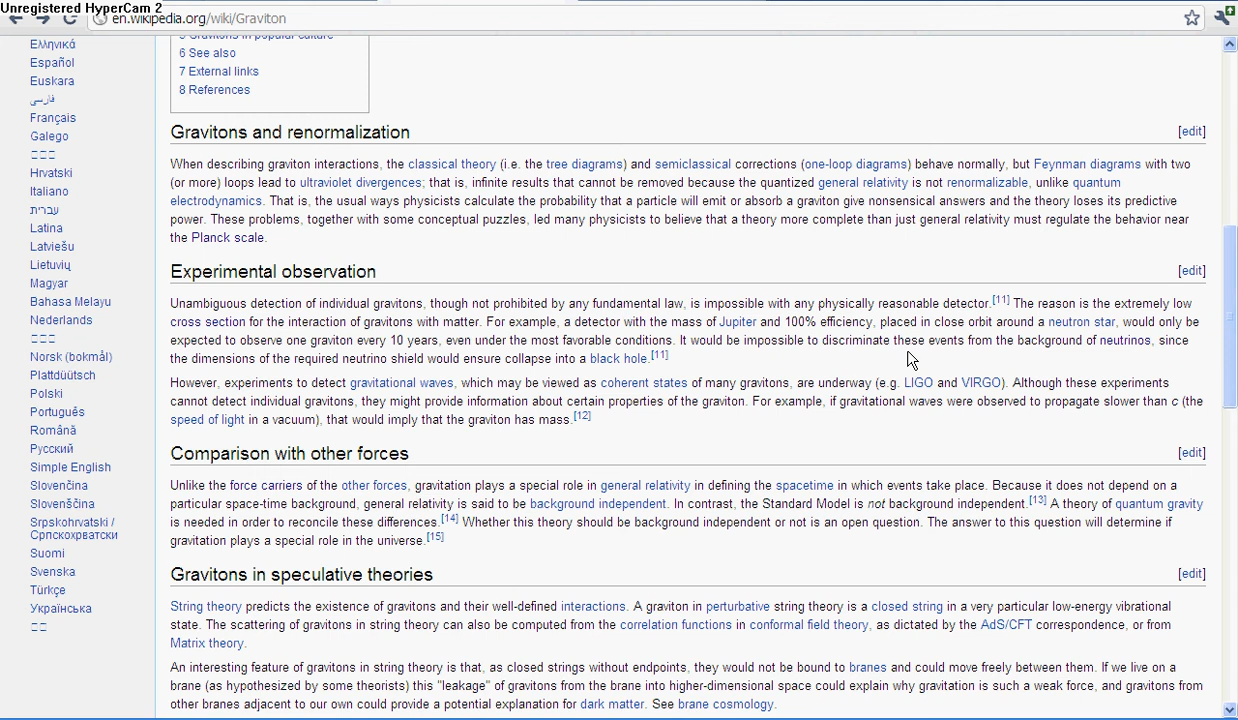 Unregistered HyperCam 2
en.wikipedia.org/wiki/Graviton
Ελληνικά
Español
Euskara
فارسی
Français
Galego
Hrvatski
Italiano
עברית
Latina
Latviešu
Lietuvių
Magyar
Bahasa Melayu
Nederlands
Norsk (bokmål)
Plattdüütsch
Polski
Português
Română
Русский
Simple English
Slovenčina
Slovenščina
Srpskohrvatski /
Српскохрватски
Suomi
Svenska
Türkçe
Українська
5 Gravitons in popular culture
6 See also
7 External links
8 References
Gravitons and renormalization [edit]
When describing graviton interactions, the classical theory (i.e. the tree diagrams) and semiclassical corrections (one-loop diagrams) behave normally, but Feynman diagrams with two
(or more) loops lead to ultraviolet divergences; that is, infinite results that cannot be removed because the quantized general relativity is not renormalizable, unlike quantum
electrodynamics. That is, the usual ways physicists calculate the probability that a particle will emit or absorb a graviton give nonsensical answers and the theory loses its predictive
power. These problems, together with some conceptual puzzles, led many physicists to believe that a theory more complete than just general relativity must regulate the behavior near
the Planck scale.
Experimental observation [edit]
Unambiguous detection of individual gravitons, though not prohibited by any fundamental law, is impossible with any physically reasonable detector.[11] The reason is the extremely low
cross section for the interaction of gravitons with matter. For example, a detector with the mass of Jupiter and 100% efficiency, placed in close orbit around a neutron star, would only be
expected to observe one graviton every 10 years, even under the most favorable conditions. It would be impossible to discriminate these events from the background of neutrinos, since
the dimensions of the required neutrino shield would ensure collapse into a black hole.[11]
However, experiments to detect gravitational waves, which may be viewed as coherent states of many gravitons, are underway (e.g. LIGO and VIRGO). Although these experiments
cannot detect individual gravitons, they might provide information about certain properties of the graviton. For example, if gravitational waves were observed to propagate slower than c (the
speed of light in a vacuum), that would imply that the graviton has mass.[12]
Comparison with other forces [edit]
Unlike the force carriers of the other forces, gravitation plays a special role in general relativity in defining the spacetime in which events take place. Because it does not depend on a
particular space-time background, general relativity is said to be background independent. In contrast, the Standard Model is not background independent.[13] A theory of quantum gravity
is needed in order to reconcile these differences.[14] Whether this theory should be background independent or not is an open question. The answer to this question will determine if
gravitation plays a special role in the universe.[15]
Gravitons in speculative theories [edit]
String theory predicts the existence of gravitons and their well-defined interactions. A graviton in perturbative string theory is a closed string in a very particular low-energy vibrational
state. The scattering of gravitons in string theory can also be computed from the correlation functions in conformal field theory, as dictated by the AdS/CFT correspondence, or from
Matrix theory.
An interesting feature of gravitons in string theory is that, as closed strings without endpoints, they would not be bound to branes and could move freely between them. If we live on a
brane (as hypothesized by some theorists) this "leakage" of gravitons from the brane into higher-dimensional space could explain why gravitation is such a weak force, and gravitons from
other branes adjacent to our own could provide a potential explanation for dark matter. See brane cosmology.